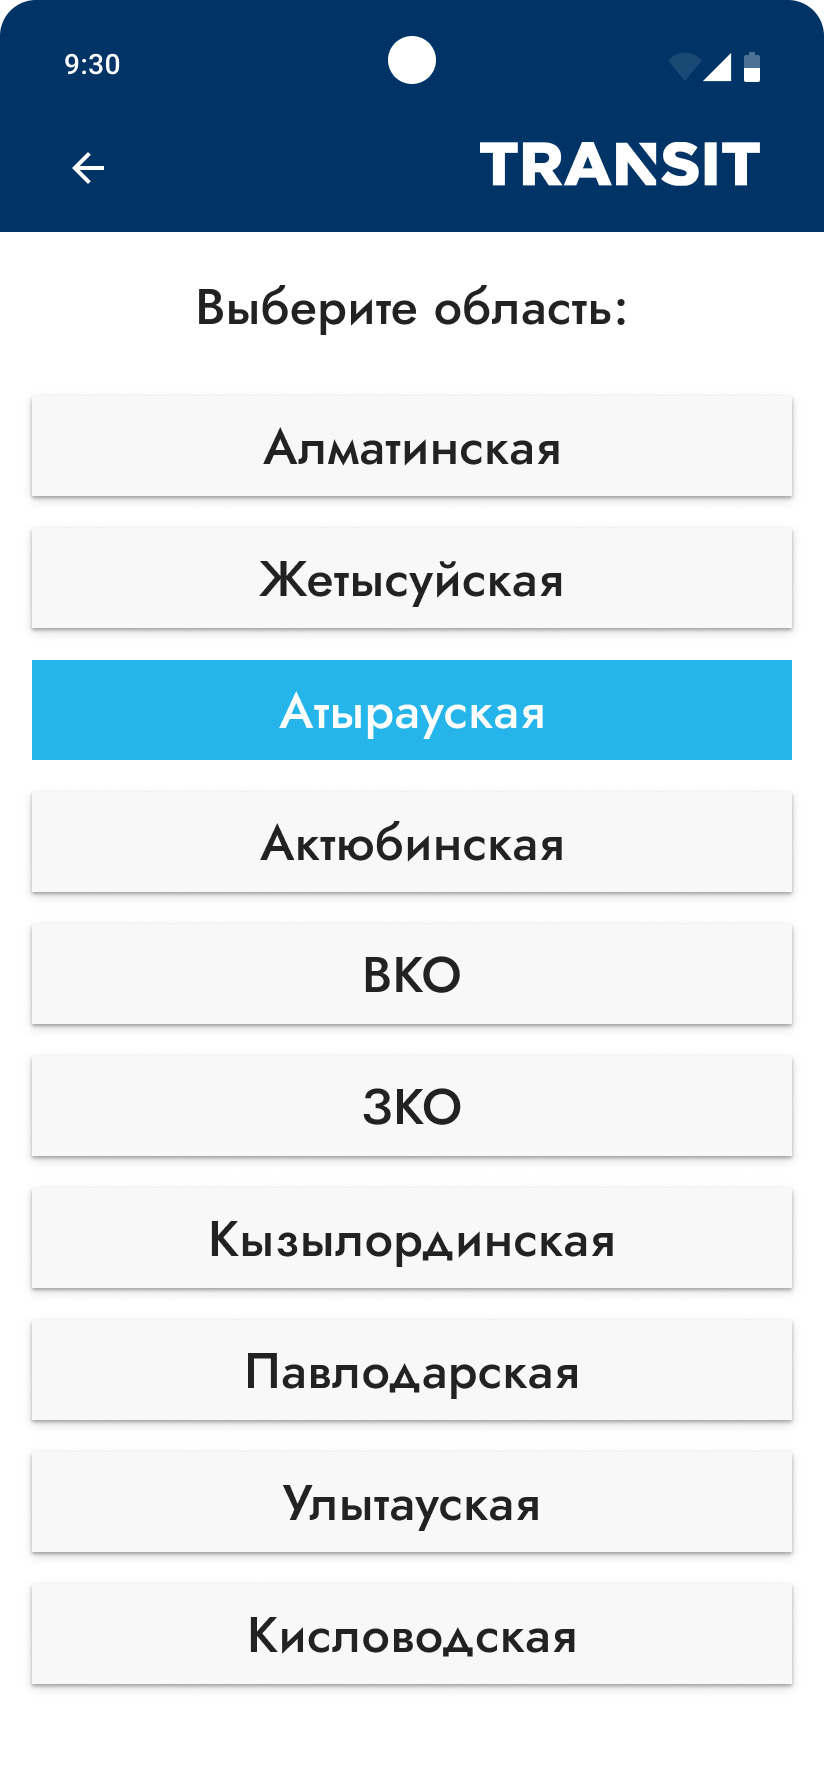 9:30
TRANSIT
Выберите область:
Алматинская
Жетысуйская
Атырауская
Актюбинская
ВКО
ЗКО
Кызылординская
Павлодарская
Улытауская
Кисловодская